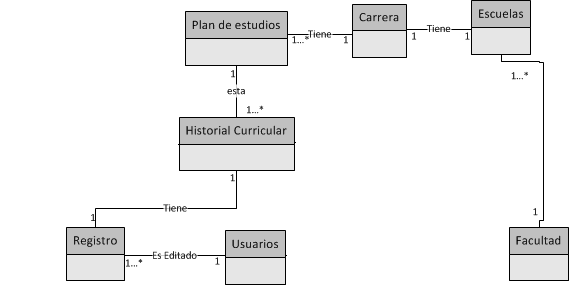 Escuelas
Carrera
Plan de estudios
1...*
Tiene
1
1
Tiene
1
1
esta
1...*
1...*
Historial Curricular
1
Tiene
1
1
Registro
Usuarios
Facultad
1...*
Es Editado
1